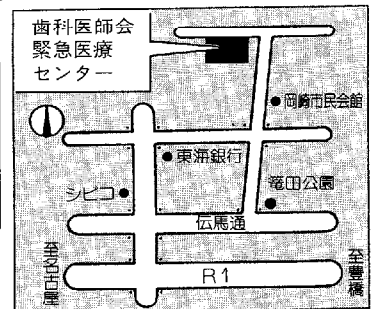 歯科医師会
緊急医療
センター
岡崎市民会館
東海銀行
シビコ
篭田公園
伝馬通
至名古屋
至豊橋
R1